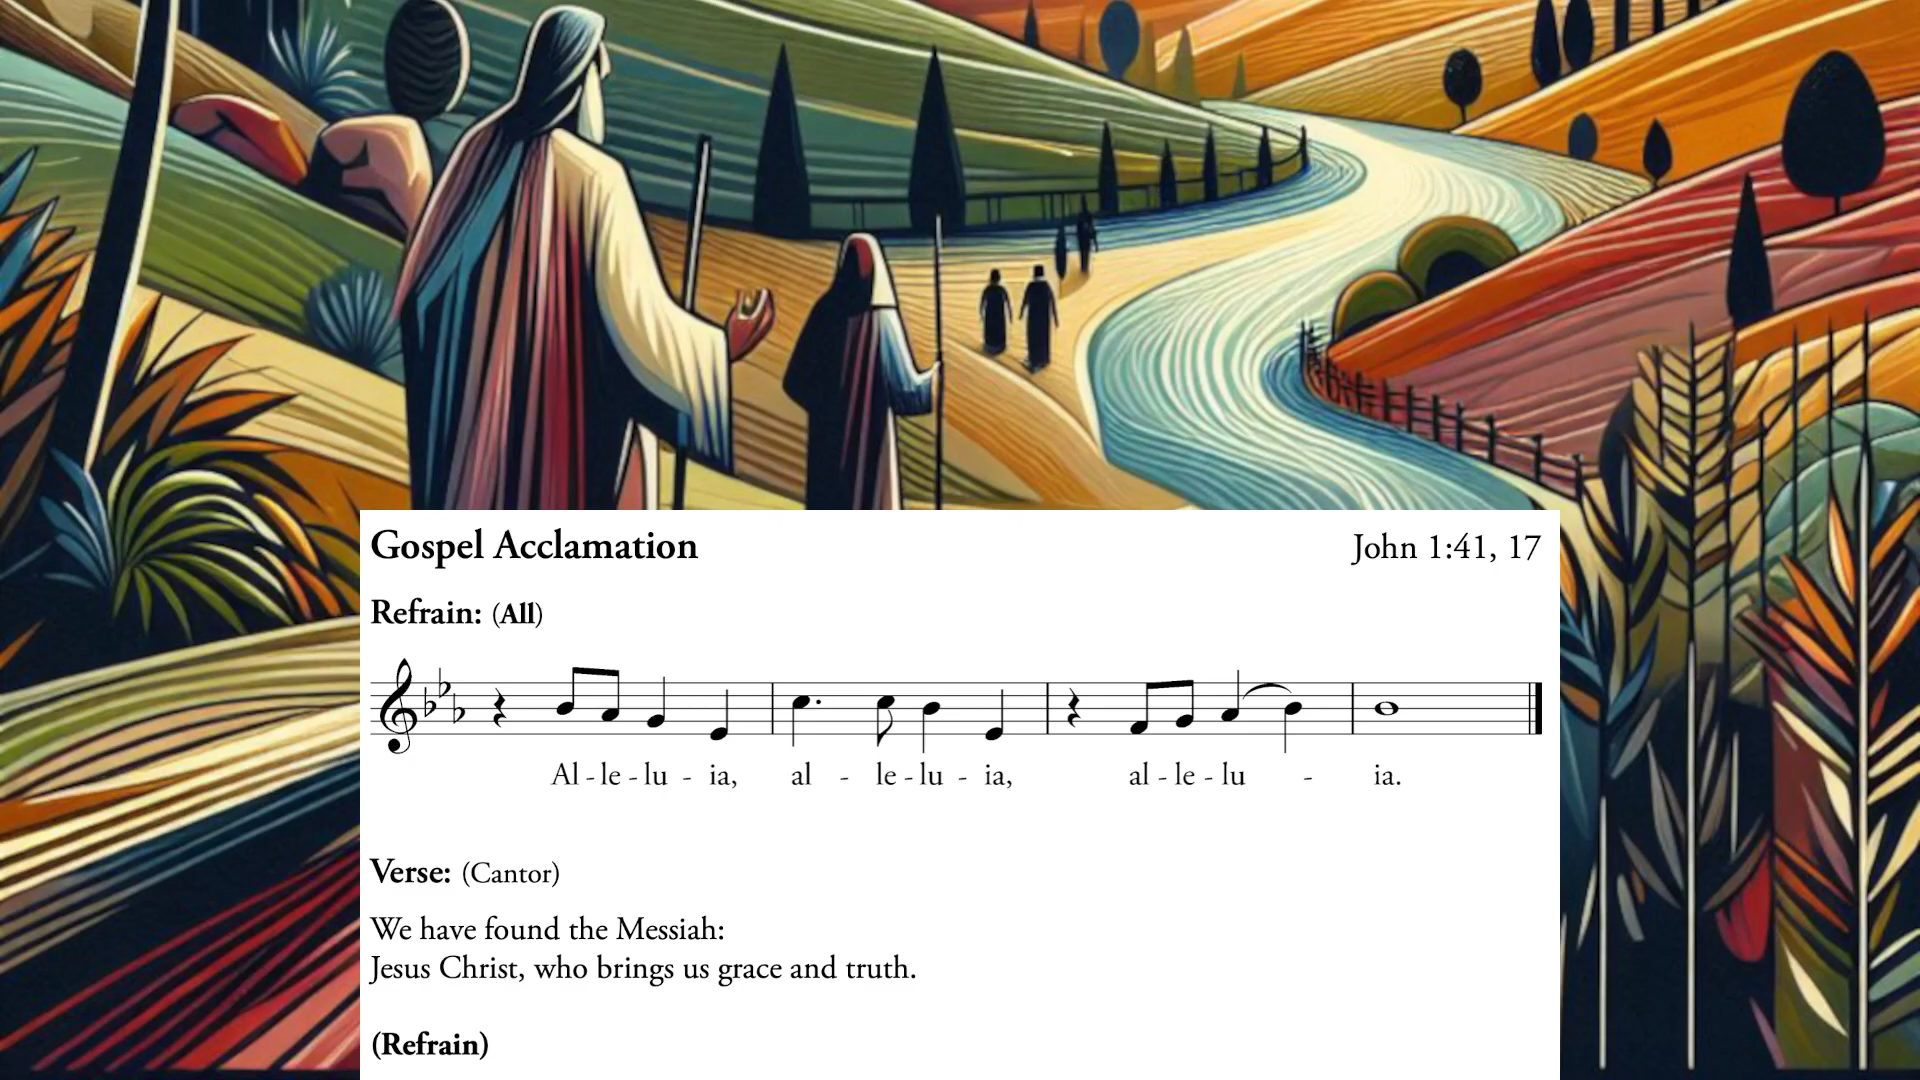 Gospel Acclamation John 1:41, 17
Refrain: (All)
Al - le - lu - ia, al - le - lu - ia, al - le - lu - ia.
Verse: (Cantor)
We have found the Messiah:
Jesus Christ, who brings us grace and truth.
(Refrain)